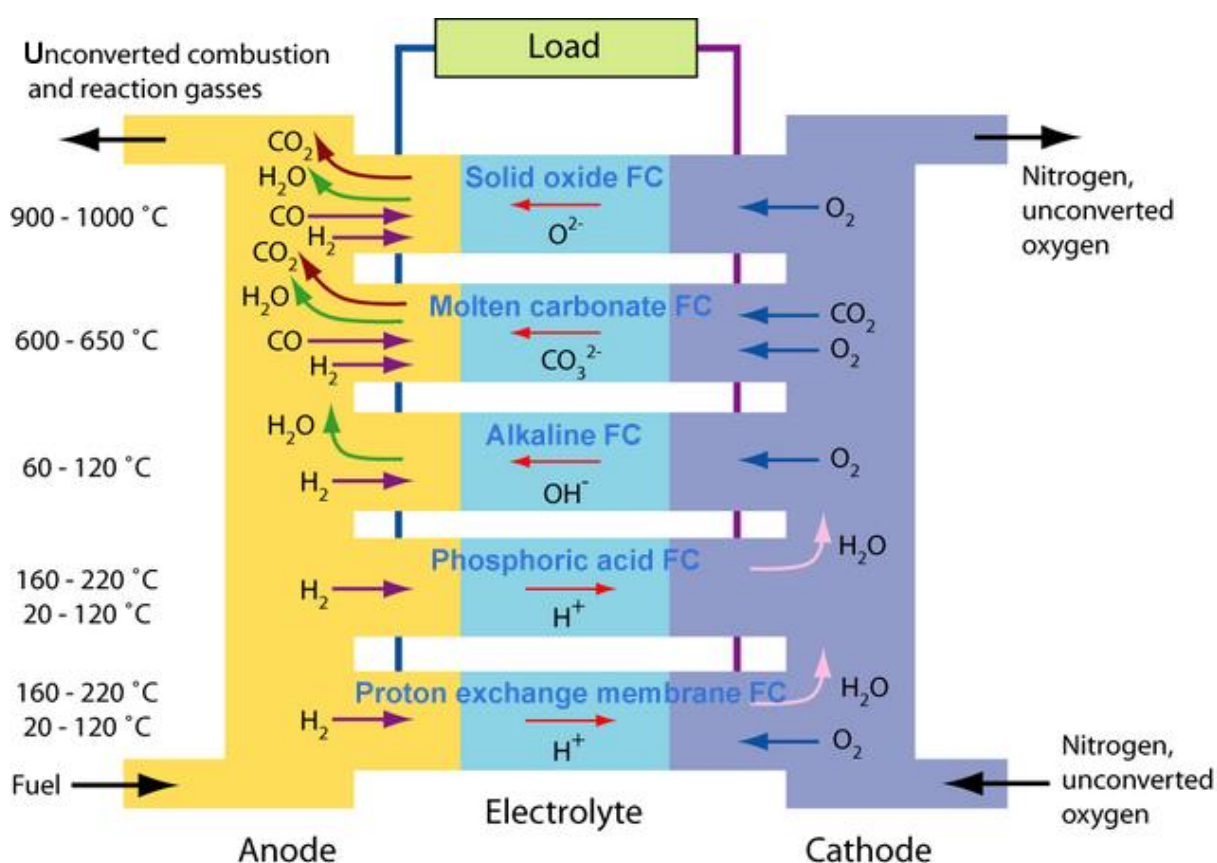 Load
Unconverted combustion
and reaction gasses
Nitrogen,
unconverted
oxygen
900 - 1000 ˚C
CO₂
H₂O
CO
H₂
Solid oxide FC
O²⁻
O₂
600 - 650 ˚C
CO₂
H₂O
CO
H₂
Molten carbonate FC
CO₃²⁻
CO₂
O₂
60 - 120 ˚C
H₂O
H₂
Alkaline FC
OH⁻
O₂
160 - 220 ˚C
20 - 120 ˚C
H₂
Phosphoric acid FC
H⁺
H₂O
160 - 220 ˚C
20 - 120 ˚C
H₂
Proton exchange membrane FC
H⁺
H₂O
O₂
Fuel
Nitrogen,
unconverted
oxygen
Anode
Electrolyte
Cathode